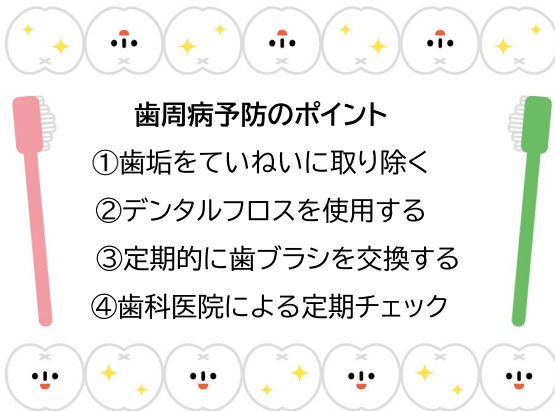 歯周病予防のポイント
①歯垢をていねいに取り除く
②デンタルフロスを使用する
③定期的に歯ブラシを交換する
④歯科医院による定期チェック